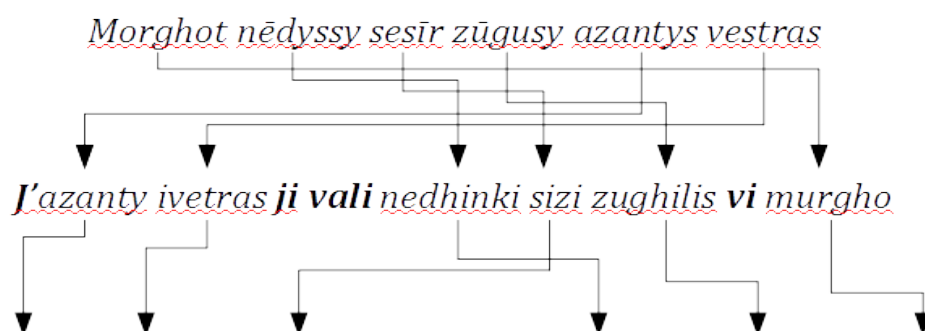 Morghot nēdyssy sesīr zūgusy azantys vestras
J'azanty ivetras ji vali nedhinki sizi zughilis vi murgho